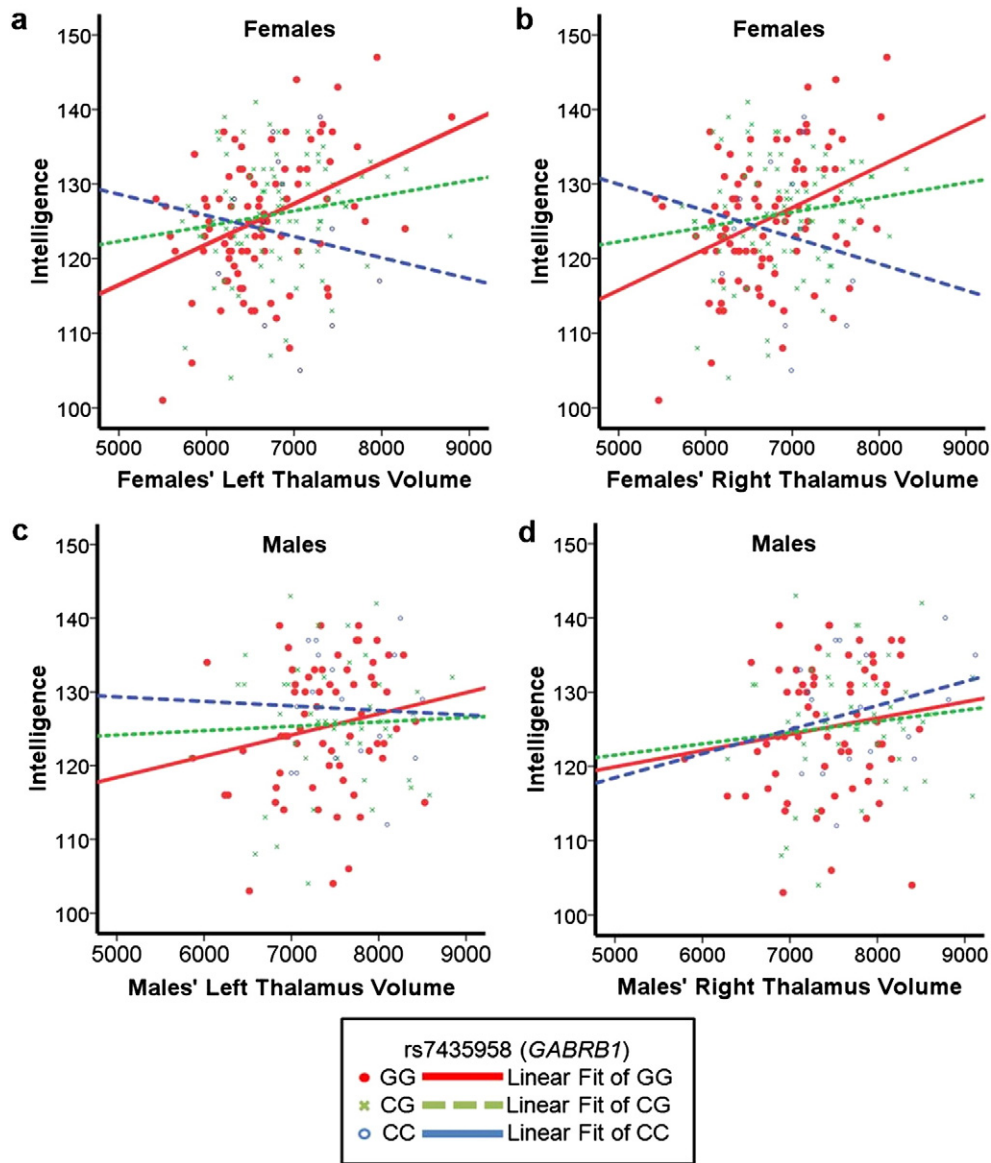 a
Females
150
140
130
120
110
100
Intelligence
5000 6000 7000 8000 9000
Females' Left Thalamus Volume
b
Females
150
140
130
120
110
100
Intelligence
5000 6000 7000 8000 9000
Females' Right Thalamus Volume
c
Males
150
140
130
120
110
100
Intelligence
5000 6000 7000 8000 9000
Males' Left Thalamus Volume
d
Males
150
140
130
120
110
100
Intelligence
5000 6000 7000 8000 9000
Males' Right Thalamus Volume
rs7435958 (GABRB1)
GG Linear Fit of GG
CG Linear Fit of CG
CC Linear Fit of CC